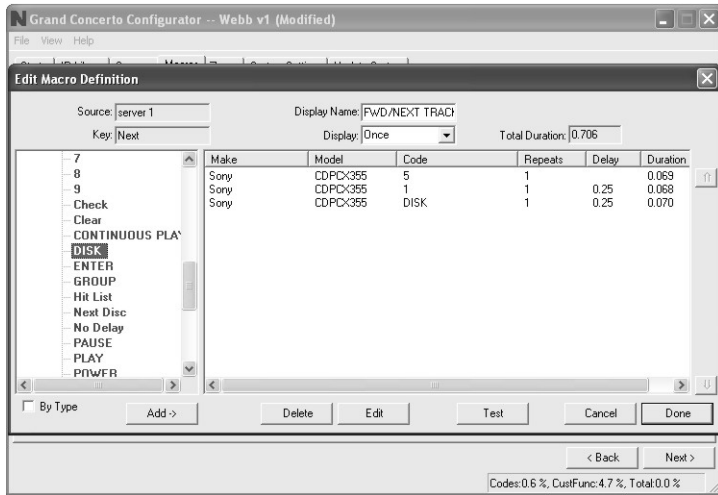 Grand Concerto Configurator -- Webb v1 (Modified)
File View Help
Edit Macro Definition
Source: server 1 Display Name: FWD/NEXT TRACK
Key: Next Display: Once Total Duration: 0.706
7
8
9
Check
Clear
CONTINUOUS PLAY
DISK
ENTER
GROUP
Hit List
Next Disc
No Delay
PAUSE
PLAY
POWER
Make Model Code Repeats Delay Duration
Sony CDPCX355 5 1 0.069
Sony CDPCX355 1 1 0.25 0.068
Sony CDPCX355 DISK 1 0.25 0.070
By Type Add -> Delete Edit Test Cancel Done
< Back Next >
Codes:0.6 %, CustFunc:4.7 %, Total:0.0 %